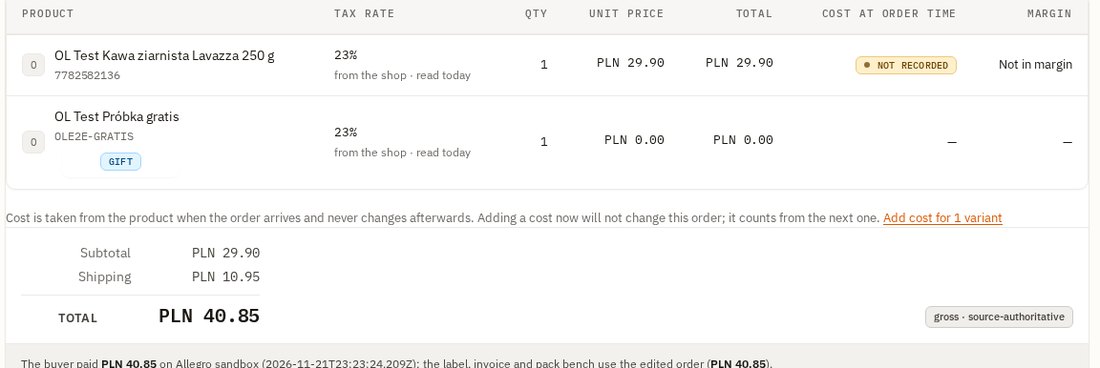 PRODUCT TAX RATE QTY UNIT PRICE TOTAL COST AT ORDER TIME MARGIN
O OL Test Kawa ziarnista Lavazza 250 g 23% 1 PLN 29.90 PLN 29.90 NOT RECORDED Not in margin
7782582136 from the shop · read today
OL Test Próbka gratis
O OLE2E-GRATIS 23% 1 PLN 0.00 PLN 0.00 — —
from the shop · read today
GIFT
Cost is taken from the product when the order arrives and never changes afterwards. Adding a cost now will not change this order; it counts from the next one. Add cost for 1 variant
Subtotal PLN 29.90
Shipping PLN 10.95
TOTAL PLN 40.85 gross · source-authoritative
The buyer paid PLN 40.85 on Allegro sandbox (2026-11-21T23:23:24.209Z); the label, invoice and pack bench use the edited order (PLN 40.85).